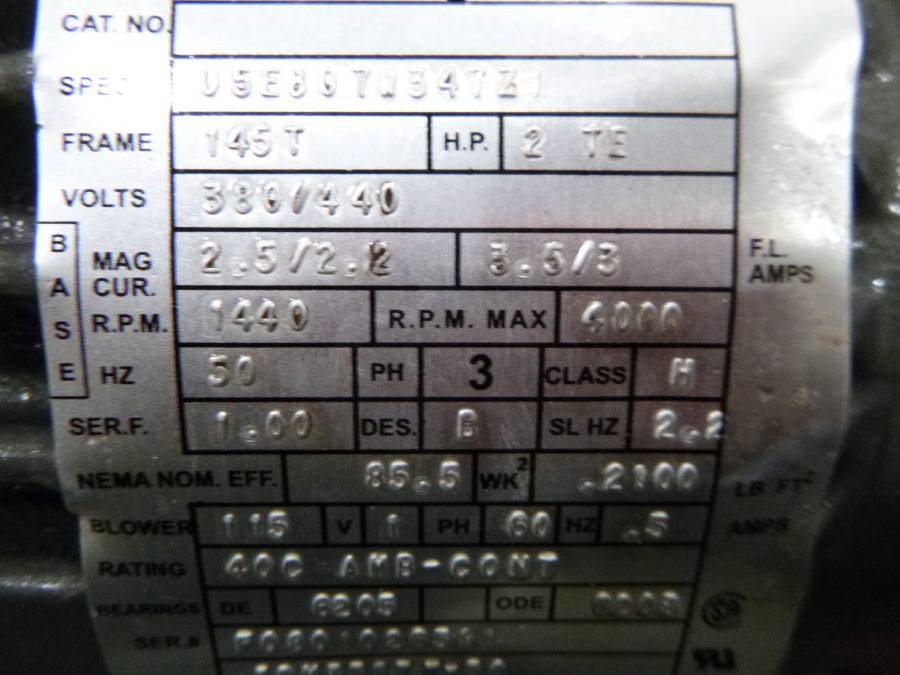 CAT. NO.
SPEC.
FRAME 145T H.P. 2 TE
VOLTS 380/440
BASE
MAG CUR. 2.5/2.2 3.5/3 F.L. AMPS
R.P.M. 1440 R.P.M. MAX 4000
HZ 50 PH 3 CLASS H
SER.F. 1.00 DES. B SL HZ 2.2
NEMA NOM. EFF. 85.5 WK² .2100 LB FT²
BLOWER 115 V 1 PH 60 HZ .5 AMPS
RATING 40C AMB-CONT
BEARINGS DE 6205 ODE
SER.#